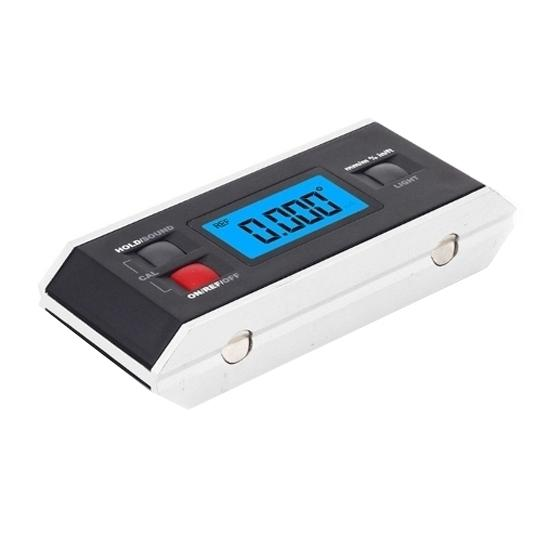 mm/m % in/ft
LIGHT
REF
0.000°
HOLD/SOUND
CAL
ON/REF/OFF